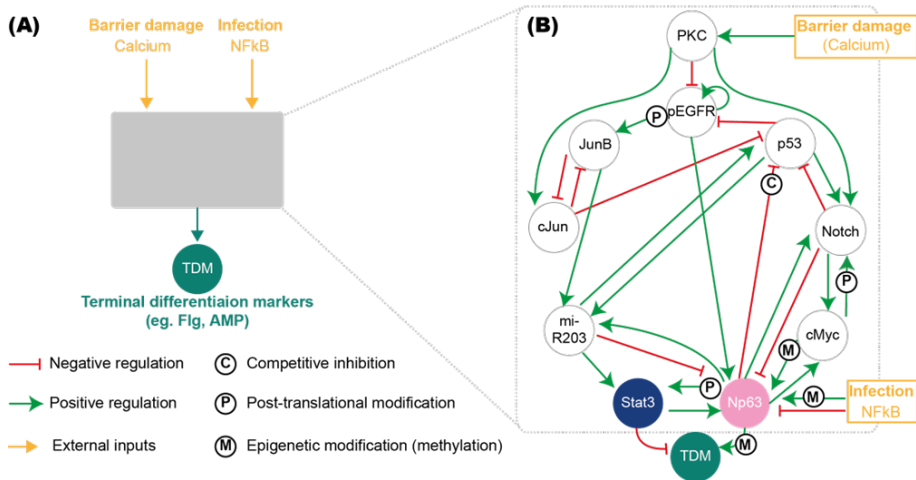 (A)
Barrier damage
Calcium
Infection
NFkB
TDM
Terminal differentiaion markers
(eg. Flg, AMP)
Negative regulation
Positive regulation
External inputs
C Competitive inhibition
P Post-translational modification
M Epigenetic modification (methylation)
(B)
PKC
Barrier damage
(Calcium)
pEGFR
P
JunB
p53
C
cJun
Notch
P
mi-
R203
cMyc
M
P
Stat3
Np63
M
Infection
NFkB
M
TDM